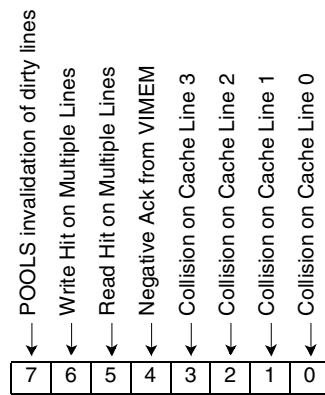 POOLS invalidation of dirty lines
Write Hit on Multiple Lines
Read Hit on Multiple Lines
Negative Ack from VIMEM
Collision on Cache Line 3
Collision on Cache Line 2
Collision on Cache Line 1
Collision on Cache Line 0
7 6 5 4 3 2 1 0